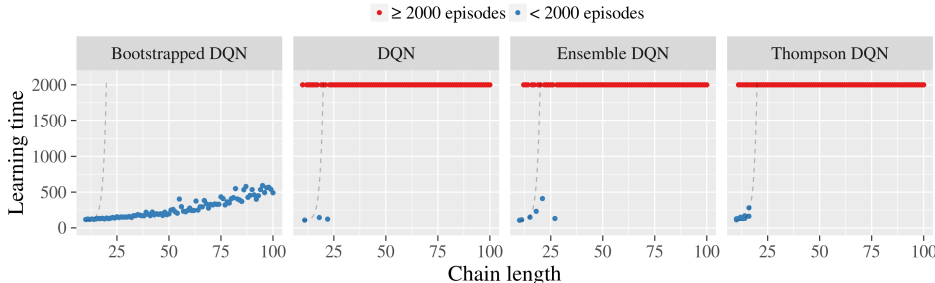 ≥ 2000 episodes < 2000 episodes
Bootstrapped DQN DQN Ensemble DQN Thompson DQN
2000
1500
1000
500
0
Learning time
25 50 75 100 25 50 75 100 25 50 75 100 25 50 75 100
Chain length